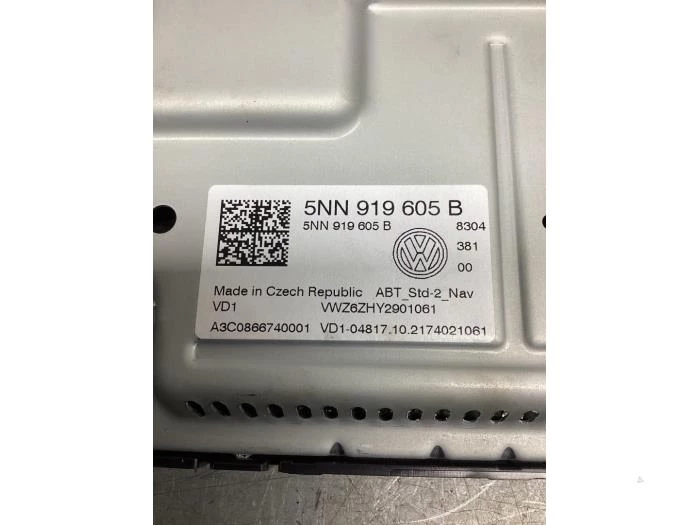 5NN 919 605 B
5NN 919 605 B
8304
381
00
Made in Czech Republic ABT_Std-2_Nav
VD1 VWZ6ZHY2901061
A3C0866740001 VD1-04817.10.2174021061